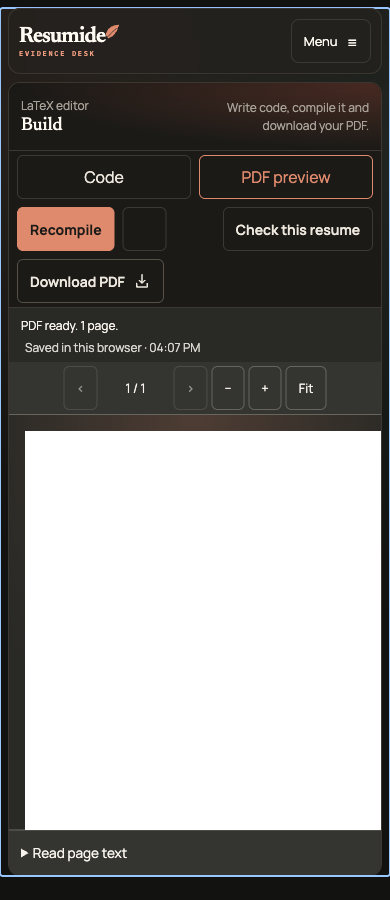 Resumide
EVIDENCE DESK
Menu ≡
LaTeX editor
Build
Write code, compile it and
download your PDF.
Code
PDF preview
Recompile
Check this resume
Download PDF
PDF ready. 1 page.
Saved in this browser · 04:07 PM
‹ 1 / 1 › − + Fit
▶ Read page text